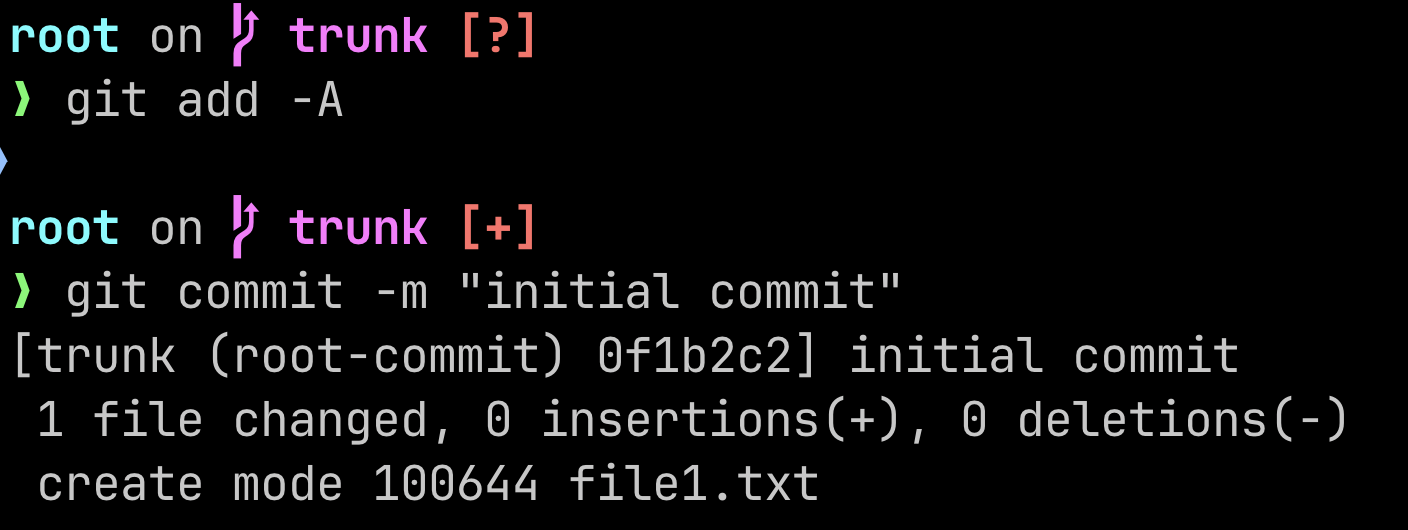 root on  trunk [?]
❯ git add -A
root on  trunk [+]
❯ git commit -m "initial commit"
[trunk (root-commit) 0f1b2c2] initial commit
 1 file changed, 0 insertions(+), 0 deletions(-)
 create mode 100644 file1.txt